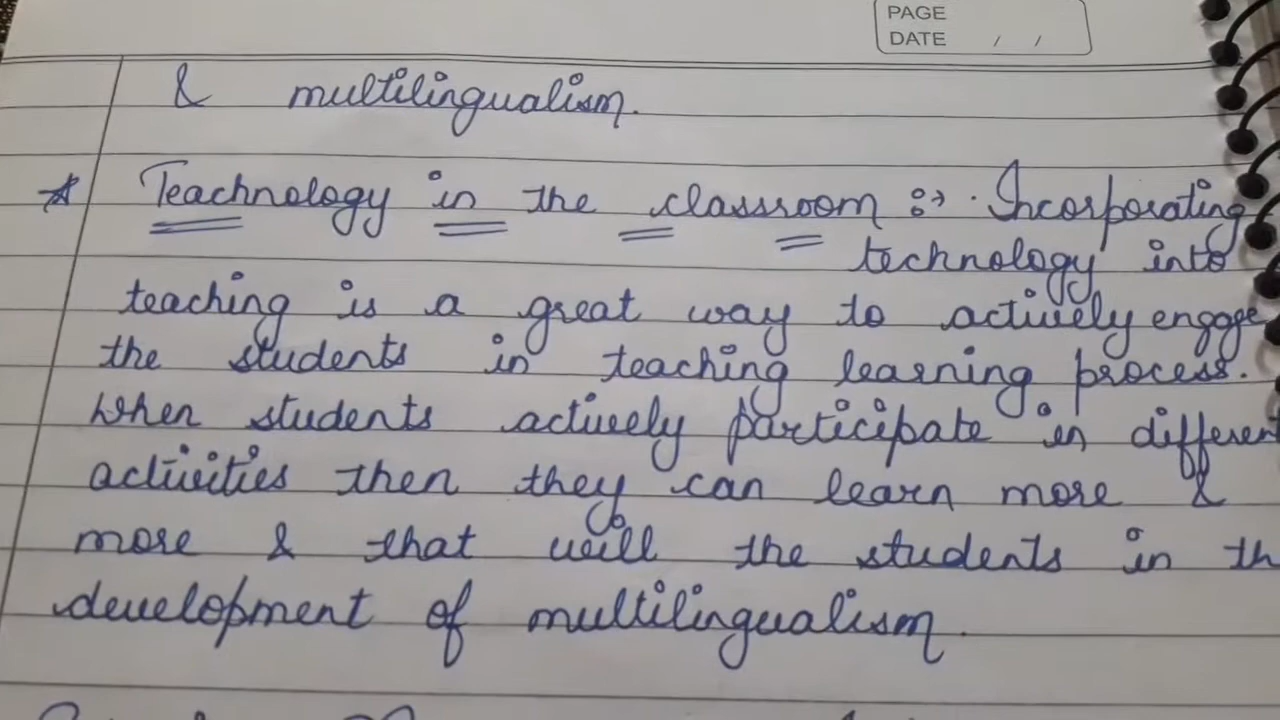 PAGE
DATE / /
& multilingualism.
Teachnology in the classroom :→ Incorporating
technology into
teaching is a great way to actively engage
the students in teaching learning process.
When students actively participate in different
activities then they can learn more &
more & that will the students in th
development of multilingualism.